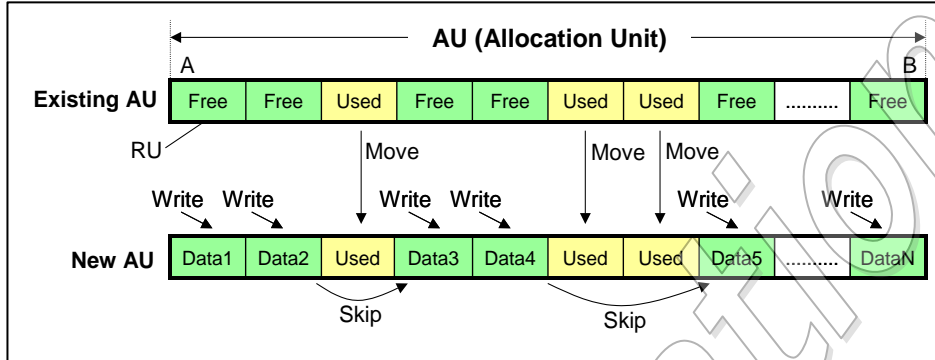 AU (Allocation Unit)
A B
Existing AU Free Free Used Free Free Used Used Free .......... Free
RU Move Move Move
Write Write Write Write Write Write
New AU Data1 Data2 Used Data3 Data4 Used Used Data5 .......... DataN
Skip Skip